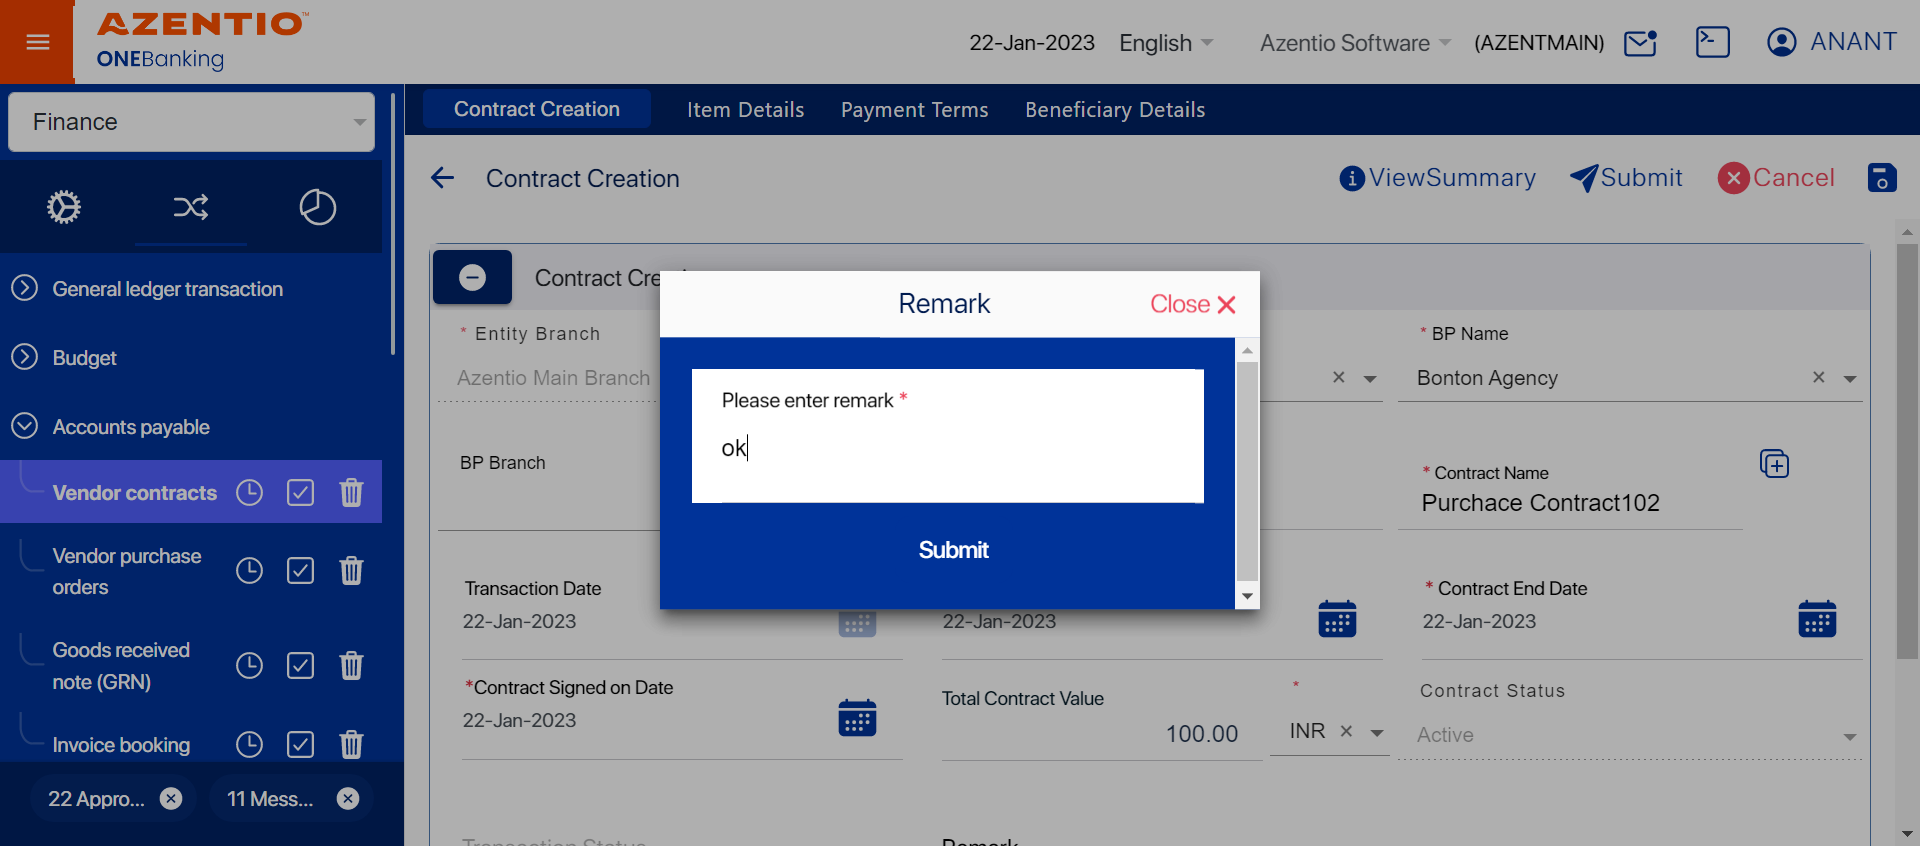 AZENTIO™
ONEBanking
22-Jan-2023
English
Azentio Software
(AZENTMAIN)
ANANT
Finance
General ledger transaction
Budget
Accounts payable
Vendor contracts
Vendor purchase
orders
Goods received
note (GRN)
Invoice booking
22 Appro...
11 Mess...
Contract Creation
Item Details
Payment Terms
Beneficiary Details
Contract Creation
ViewSummary
Submit
Cancel
Contract Cre
* Entity Branch
Azentio Main Branch
* BP Name
Bonton Agency
BP Branch
* Contract Name
Purchace Contract102
Transaction Date
22-Jan-2023
22-Jan-2023
* Contract End Date
22-Jan-2023
*Contract Signed on Date
22-Jan-2023
Total Contract Value
100.00
*
INR
Contract Status
Active
Transaction Status
Remark
Remark
Close
Please enter remark *
ok
Submit